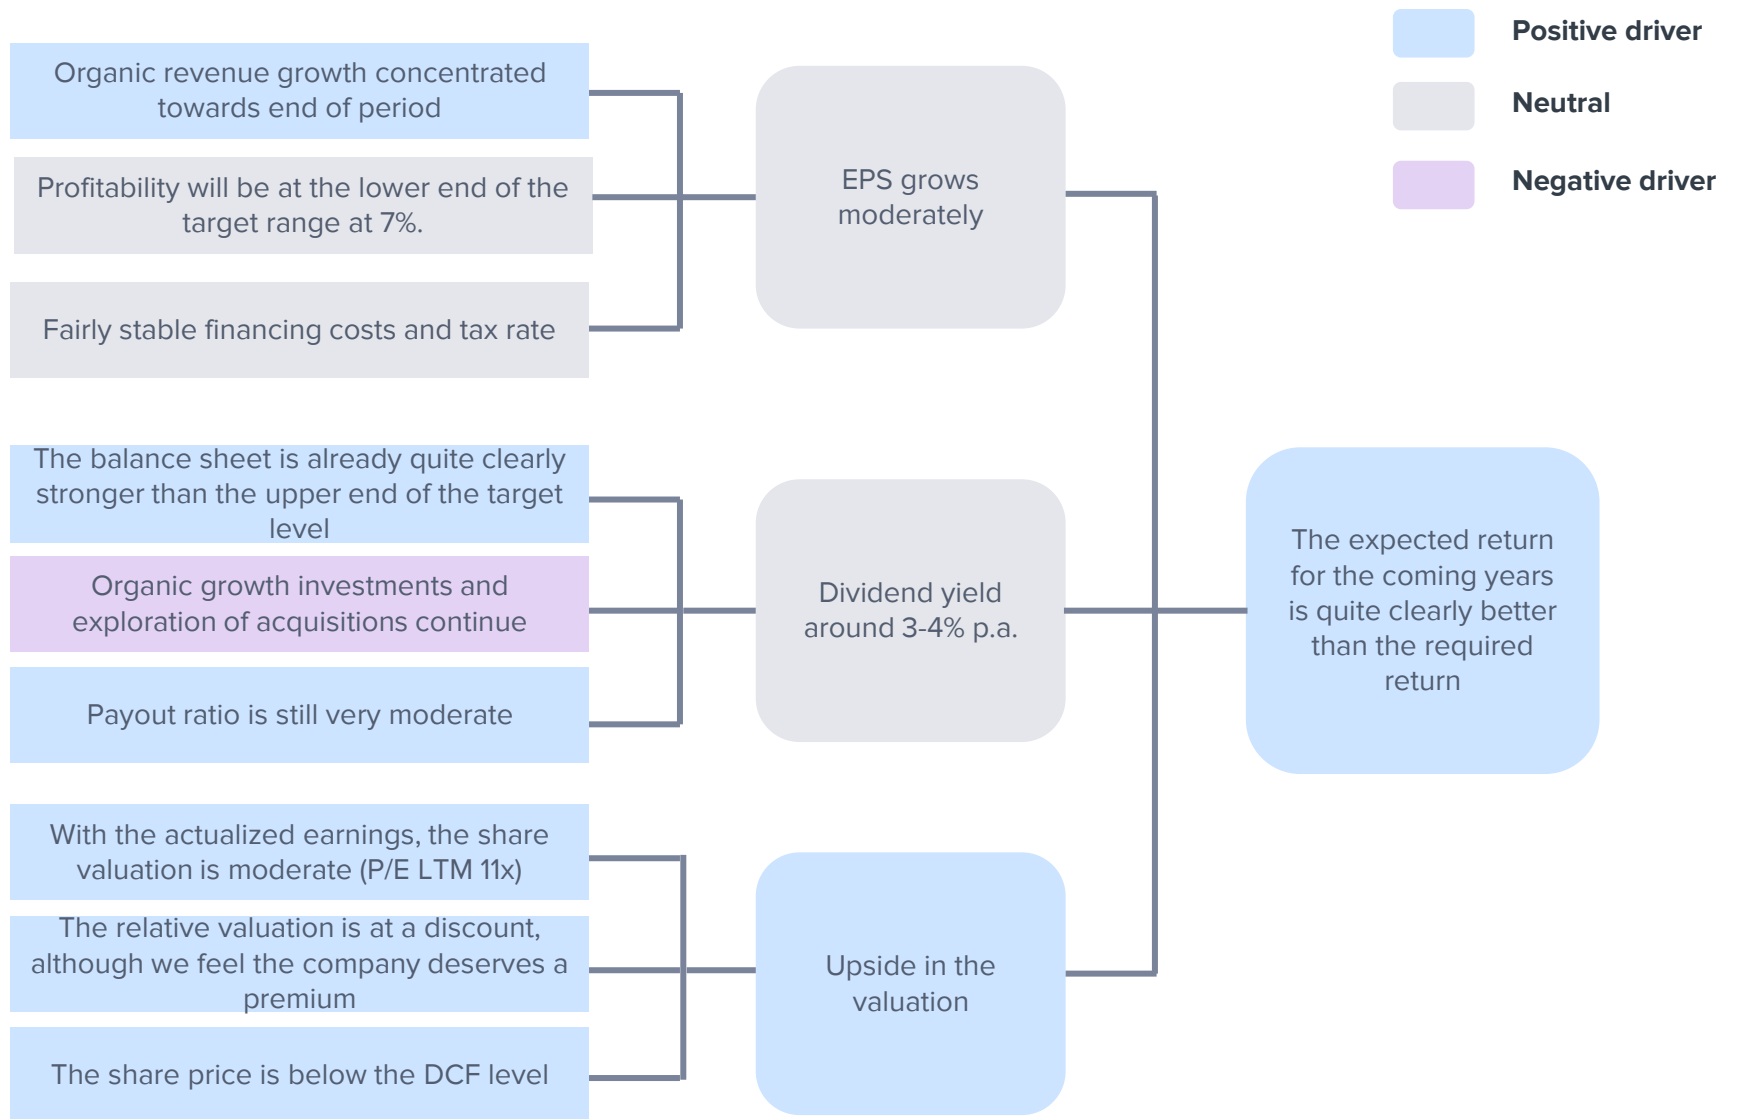 Positive driver
Neutral
Negative driver
Organic revenue growth concentrated
towards end of period
Profitability will be at the lower end of the
target range at 7%.
Fairly stable financing costs and tax rate
EPS grows
moderately
The balance sheet is already quite clearly
stronger than the upper end of the target
level
Organic growth investments and
exploration of acquisitions continue
Payout ratio is still very moderate
Dividend yield
around 3-4% p.a.
With the actualized earnings, the share
valuation is moderate (P/E LTM 11x)
The relative valuation is at a discount,
although we feel the company deserves a
premium
The share price is below the DCF level
Upside in the
valuation
The expected return
for the coming years
is quite clearly better
than the required
return